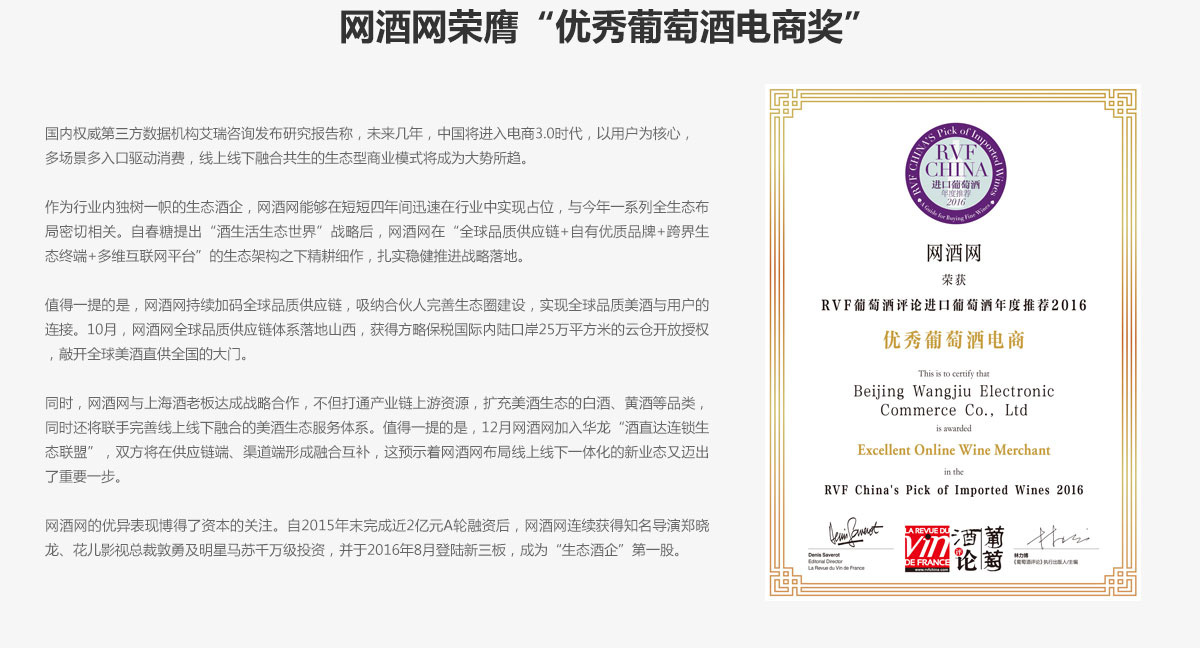 网酒网荣膺“优秀葡萄酒电商奖”
国内权威第三方数据机构艾瑞咨询发布研究报告称，未来几年，中国将进入电商3.0时代，以用户为核心，
多场景多入口驱动消费，线上线下融合共生的生态型商业模式将成为大势所趋。
作为行业内独树一帜的生态酒企，网酒网能够在短短四年间迅速在行业中实现占位，与今年一系列全生态布
局密切相关。自春糖提出“酒生活生态世界”战略后，网酒网在“全球品质供应链+自有优质品牌+跨界生
态终端+多维互联网平台”的生态架构之下精耕细作，扎实稳健推进战略落地。
值得一提的是，网酒网持续加码全球品质供应链，吸纳合伙人完善生态圈建设，实现全球品质美酒与用户的
连接。10月，网酒网全球品质供应链体系落地山西，获得方略保税国际内陆口岸25万平方米的云仓开放授权
，敲开全球美酒直供全国的大门。
同时，网酒网与上海酒老板达成战略合作，不但打通产业链上游资源，扩充美酒生态的白酒、黄酒等品类，
同时还将联手完善线上线下融合的美酒生态服务体系。值得一提的是，12月网酒网加入华龙“酒直达连锁生
态联盟”，双方将在供应链端、渠道端形成融合互补，这预示着网酒网布局线上线下一体化的新业态又迈出
了重要一步。
网酒网的优异表现博得了资本的关注。自2015年末完成近2亿元A轮融资后，网酒网连续获得知名导演郑晓
龙、花儿影视总裁敦勇及明星马苏千万级投资，并于2016年8月登陆新三板，成为“生态酒企”第一股。
RVF CHINA'S Pick of Imported Wines
RVF
CHINA
进口葡萄酒
年度推荐
2016
A Guide for Buying Fine Wines
网酒网
荣获
RVF葡萄酒评论进口葡萄酒年度推荐2016
优秀葡萄酒电商
This is to certify that
Beijing Wangjiu Electronic
Commerce Co., Ltd
is awarded
Excellent Online Wine Merchant
in the
RVF China's Pick of Imported Wines 2016
Denis Saverot
Editorial Director
La Revue du Vin de France
LA REVUE DU
vin
DE FRANCE
www.rvfchina.com
葡萄
酒评论
林力博
《葡萄酒评论》执行出版人/主编